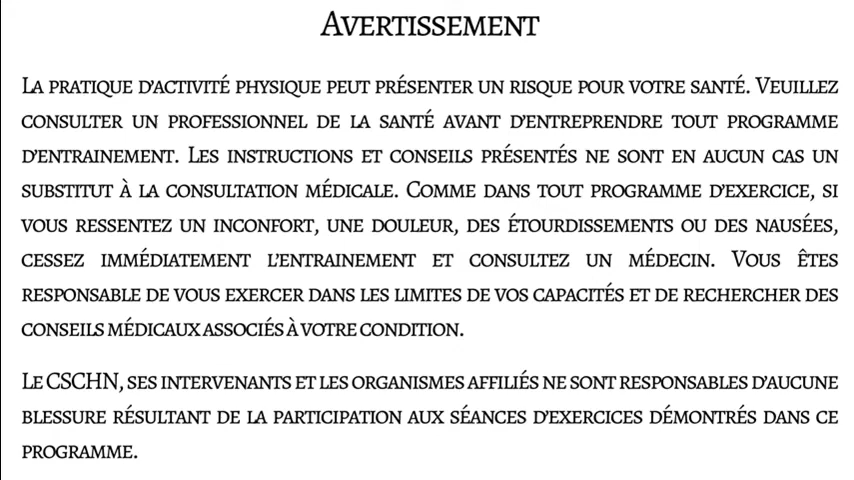 Avertissement
La pratique d'activité physique peut présenter un risque pour votre santé. Veuillez
consulter un professionnel de la santé avant d'entreprendre tout programme
d'entrainement. Les instructions et conseils présentés ne sont en aucun cas un
substitut à la consultation médicale. Comme dans tout programme d'exercice, si
vous ressentez un inconfort, une douleur, des étourdissements ou des nausées,
cessez immédiatement l'entrainement et consultez un médecin. Vous êtes
responsable de vous exercer dans les limites de vos capacités et de rechercher des
conseils médicaux associés à votre condition.
Le CSCHN, ses intervenants et les organismes affiliés ne sont responsables d'aucune
blessure résultant de la participation aux séances d'exercices démontrés dans ce
programme.